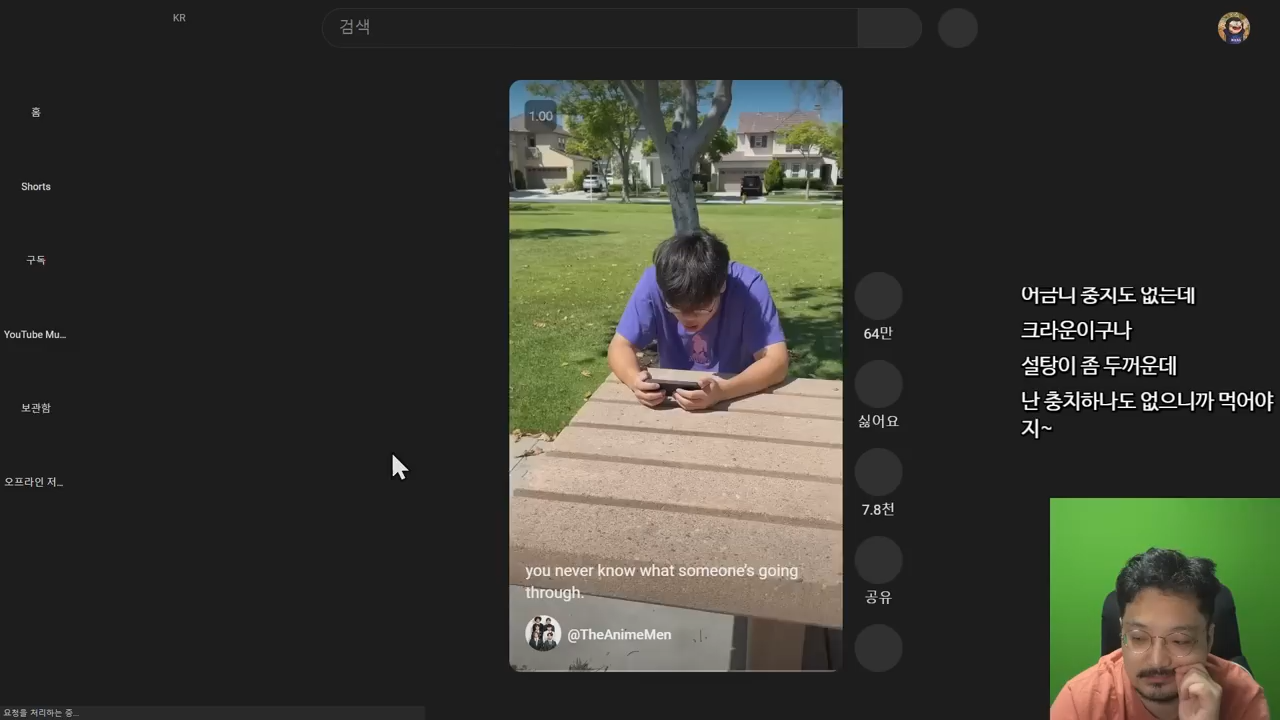 KR
검색
홈
Shorts
구독
YouTube Mu...
보관함
오프라인 저...
1.00
you never know what someone's going
through.
@TheAnimeMen
64만
싫어요
7.8천
공유
어금니 충치도 없는데
크라운이구나
설탕이 좀 두꺼운데
난 충치하나도 없으니까 먹어야
지~
요청을 처리하는 중...